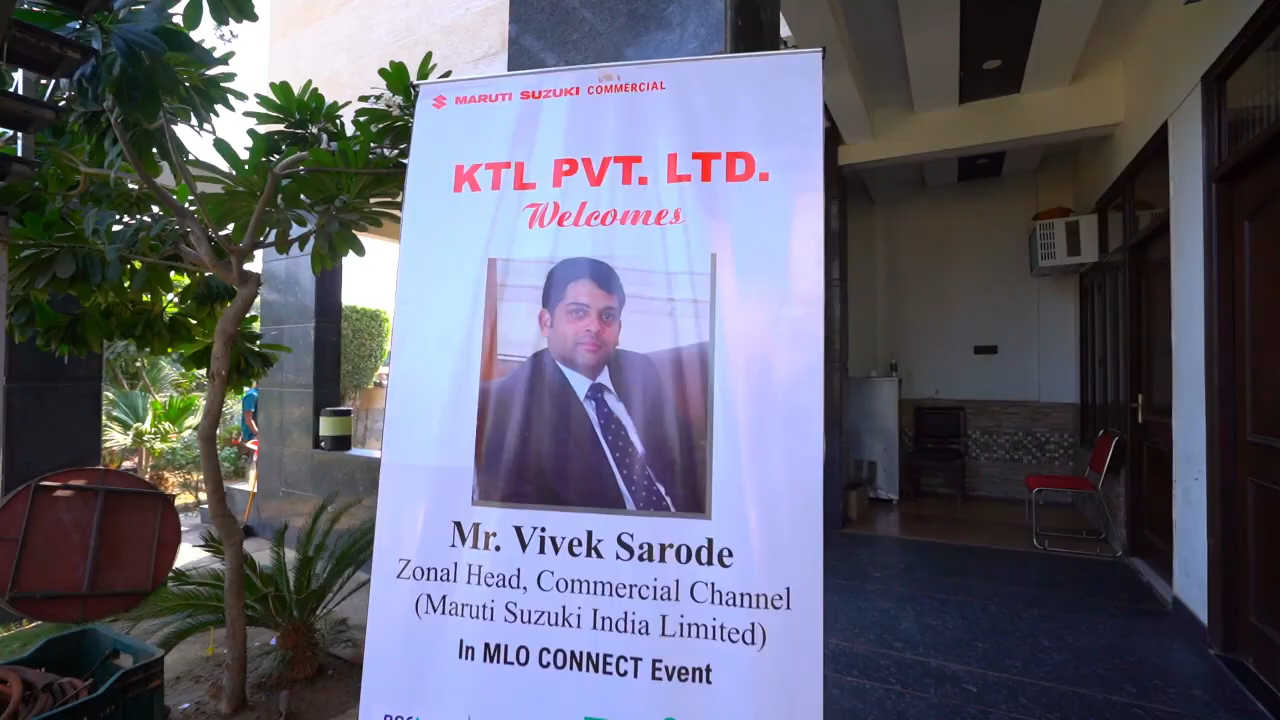 MARUTI SUZUKI COMMERCIAL
KTL PVT. LTD.
Welcomes
Mr. Vivek Sarode
Zonal Head, Commercial Channel
(Maruti Suzuki India Limited)
In MLO CONNECT Event